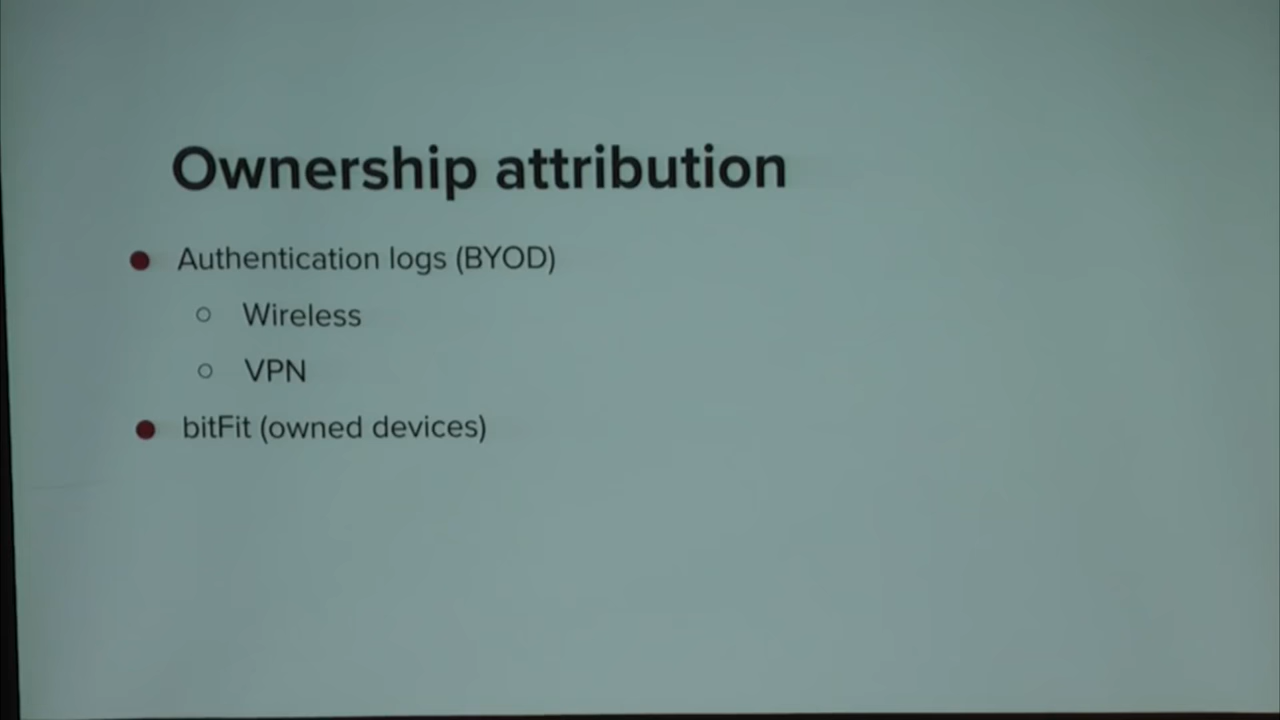 Ownership attribution
Authentication logs (BYOD)
Wireless
VPN
bitFit (owned devices)